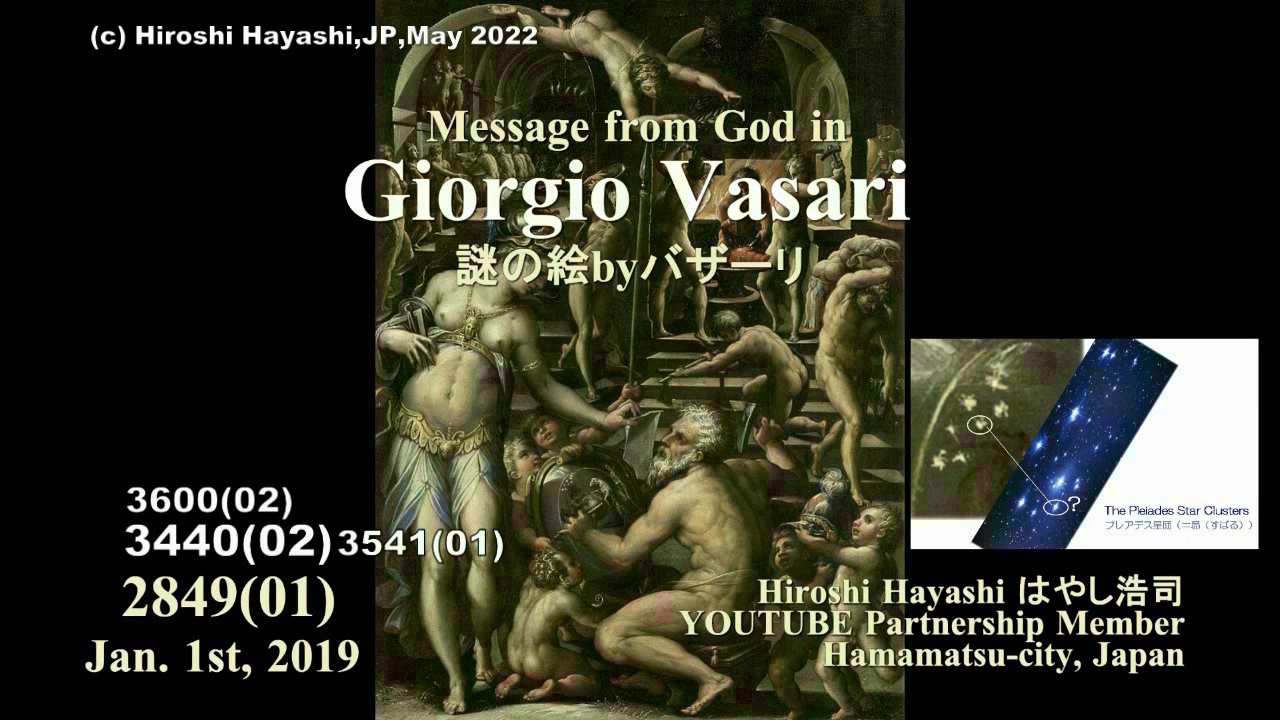 (c) Hiroshi Hayashi,JP,May 2022
Message from God in
Giorgio Vasari
謎の絵byバザーリ
The Pleiades Star Clusters
プレアデス星団(=昴(すばる))
?
3600(02)
3440(02)3541(01)
2849(01)
Jan. 1st, 2019
Hiroshi Hayashi はやし浩司
YOUTUBE Partnership Member
Hamamatsu-city, Japan